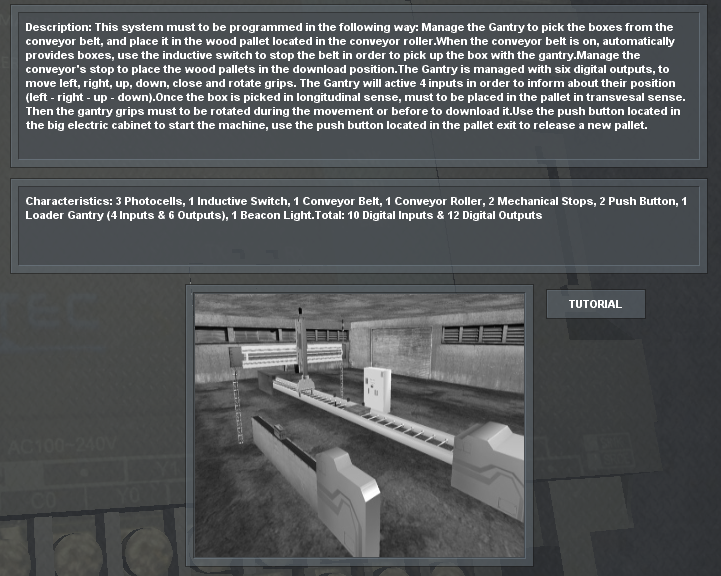 Description: This system must to be programmed in the following way: Manage the Gantry to pick the boxes from the
conveyor belt, and place it in the wood pallet located in the conveyor roller.When the conveyor belt is on, automatically
provides boxes, use the inductive switch to stop the belt in order to pick up the box with the gantry.Manage the
conveyor's stop to place the wood pallets in the download position.The Gantry is managed with six digital outputs, to
move left, right, up, down, close and rotate grips. The Gantry will active 4 inputs in order to inform about their position
(left - right - up - down).Once the box is picked in longitudinal sense, must to be placed in the pallet in transvesal sense.
Then the gantry grips must to be rotated during the movement or before to download it.Use the push button located in
the big electric cabinet to start the machine, use the push button located in the pallet exit to release a new pallet.
Characteristics: 3 Photocells, 1 Inductive Switch, 1 Conveyor Belt, 1 Conveyor Roller, 2 Mechanical Stops, 2 Push Button, 1
Loader Gantry (4 Inputs & 6 Outputs), 1 Beacon Light.Total: 10 Digital Inputs & 12 Digital Outputs
TUTORIAL
AC100-240V
C0 Y0 Y1